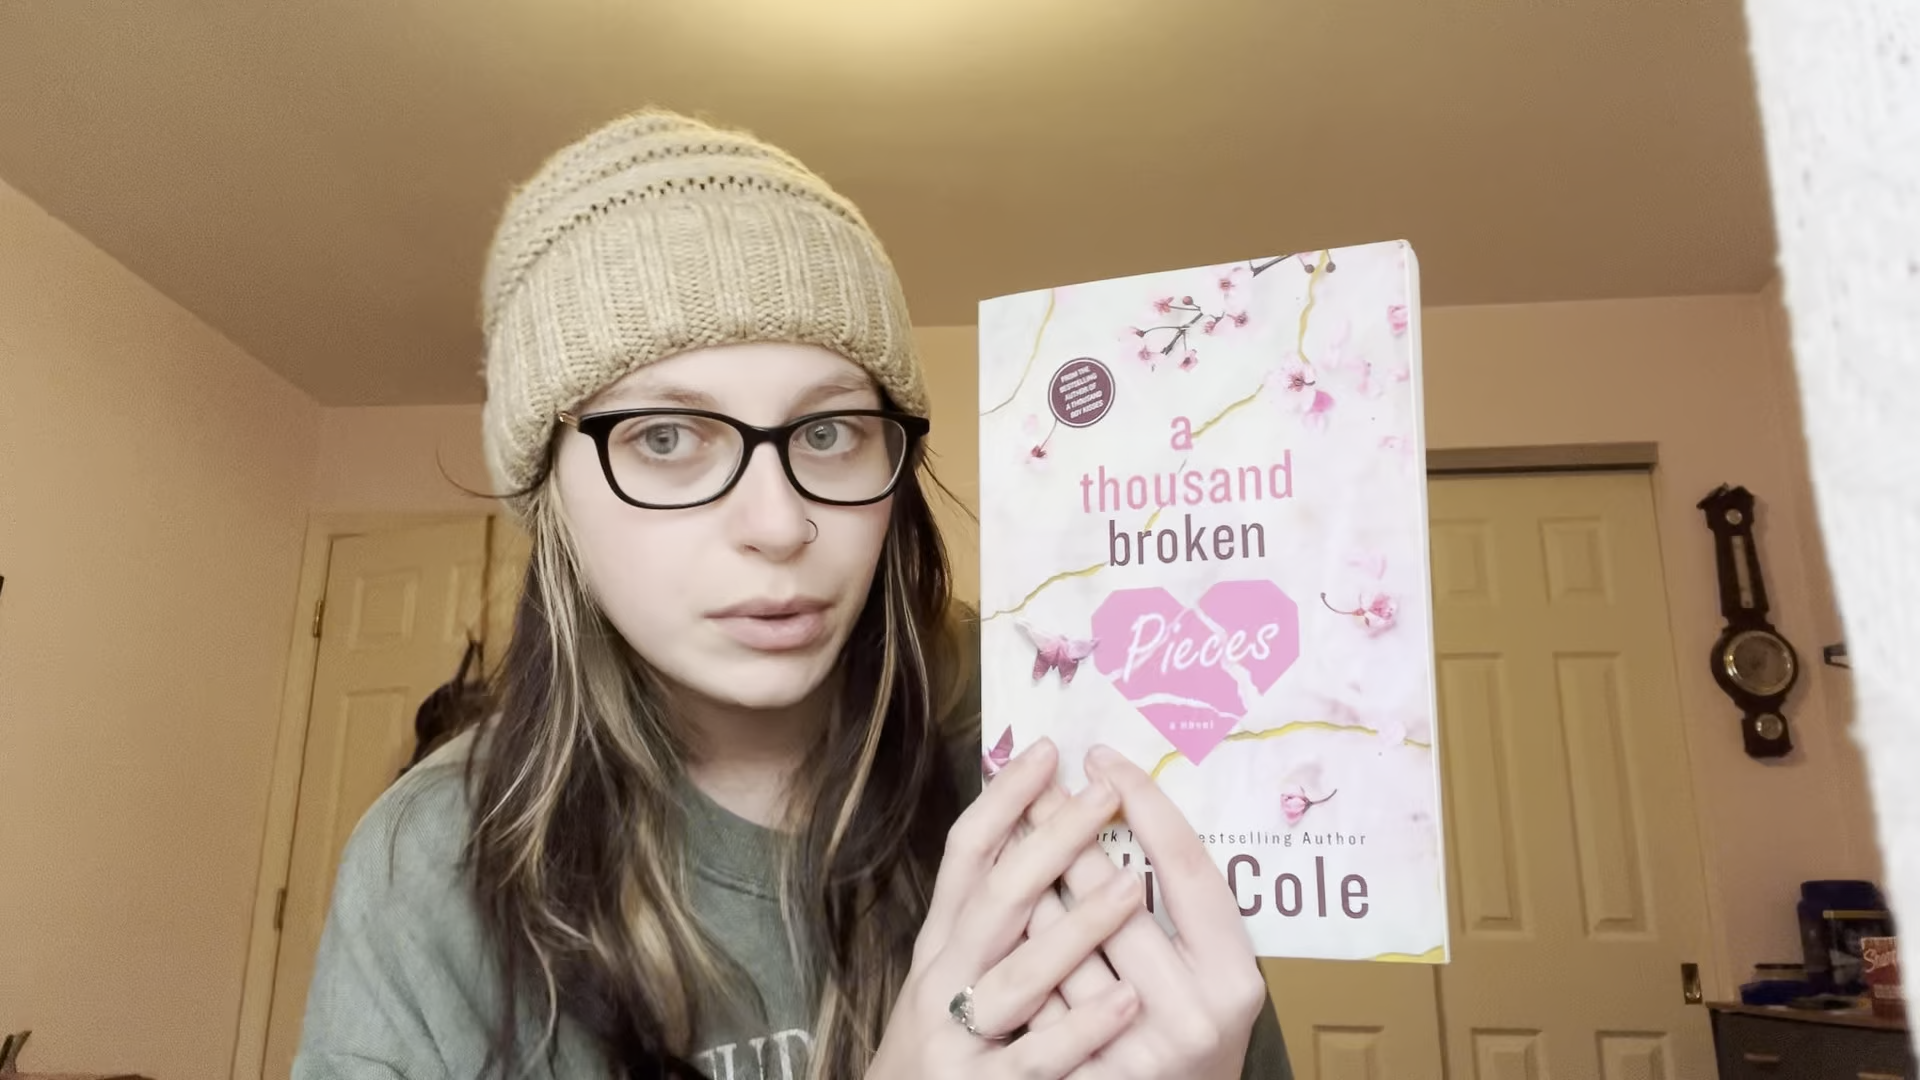 FROM THE
BESTSELLING
AUTHOR OF
A THOUSAND
BOY KISSES
a
thousand
broken
Pieces
a novel
estselling Author
Cole